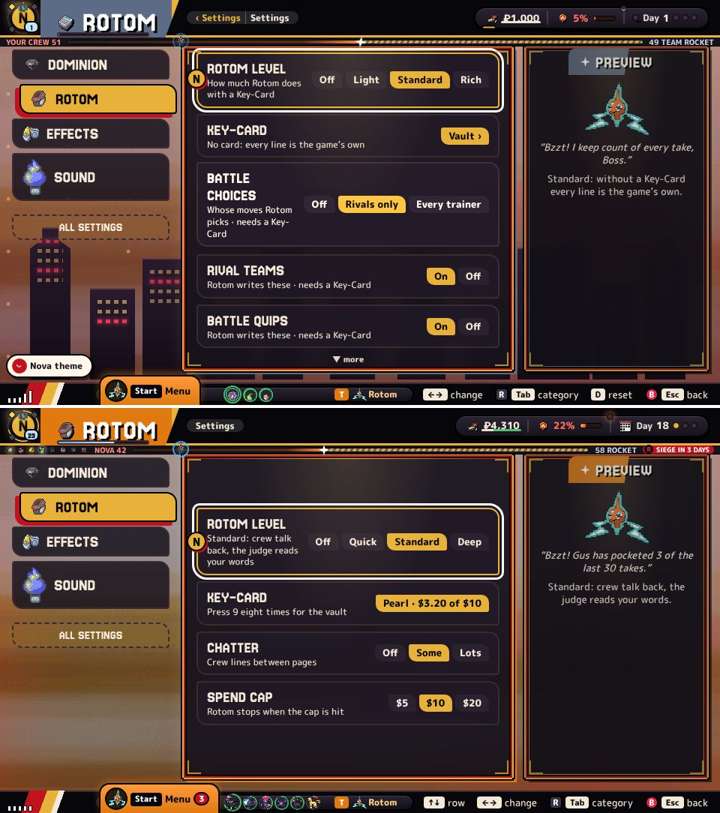 N
1
ROTOM
‹ Settings Settings
₽1,000
5%
Day 1
YOUR CREW 51
49 TEAM ROCKET
DOMINION
ROTOM
EFFECTS
SOUND
ALL SETTINGS
Nova theme
N
ROTOM LEVEL
How much Rotom does
with a Key-Card
Off Light Standard Rich
KEY-CARD
No card: every line is the game's own
Vault ›
BATTLE
CHOICES
Whose moves Rotom
picks · needs a Key-
Card
Off Rivals only Every trainer
RIVAL TEAMS
Rotom writes these · needs a Key-Card
On Off
BATTLE QUIPS
Rotom writes these · needs a Key-Card
On Off
▼ more
PREVIEW
"Bzzt! I keep count of every take,
Boss."
Standard: without a Key-Card
every line is the game's own.
Start Menu
T Rotom
←→ change
R Tab category
D reset
B Esc back
N
ROTOM
Settings
₽4,310
22%
Day 18
NOVA 42
58 ROCKET
SIEGE IN 3 DAYS
DOMINION
ROTOM
EFFECTS
SOUND
ALL SETTINGS
N
ROTOM LEVEL
Standard: crew talk
back, the judge reads
your words
Off Quick Standard Deep
KEY-CARD
Press 9 eight times for the vault
Pearl · $3.20 of $10
CHATTER
Crew lines between pages
Off Some Lots
SPEND CAP
Rotom stops when the cap is hit
$5 $10 $20
PREVIEW
"Bzzt! Gus has pocketed 3 of the
last 30 takes."
Standard: crew talk back, the
judge reads your words.
Start Menu 3
T Rotom
↑↓ row
←→ change
R Tab category
B Esc back